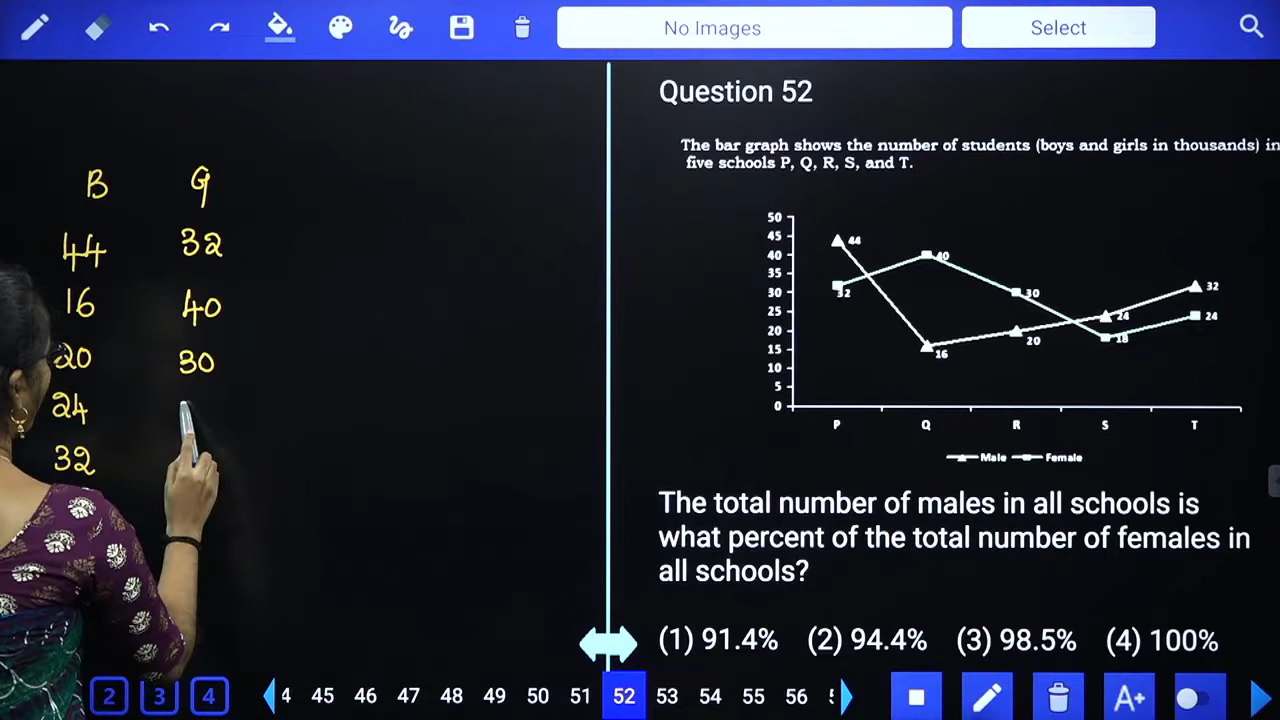 No Images
Select
Question 52
The bar graph shows the number of students (boys and girls in thousands) in
five schools P, Q, R, S, and T.
B G
44 32
16 40
20 30
24
32
50
45
40
35
30
25
20
15
10
5
0
44
32
40
16
30
20
24
18
32
24
P Q R S T
Male Female
The total number of males in all schools is
what percent of the total number of females in
all schools?
(1) 91.4% (2) 94.4% (3) 98.5% (4) 100%
2 3 4
4 45 46 47 48 49 50 51 52 53 54 55 56
A+